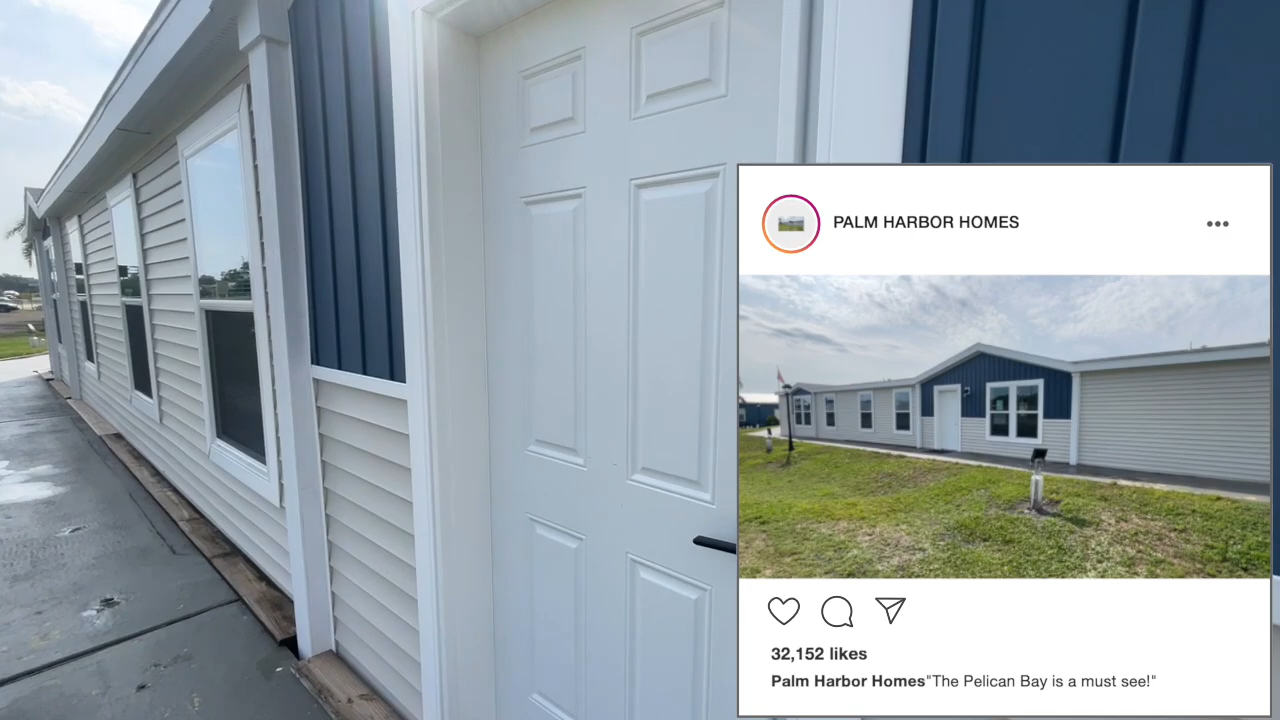 PALM HARBOR HOMES
32,152 likes
Palm Harbor Homes"The Pelican Bay is a must see!"